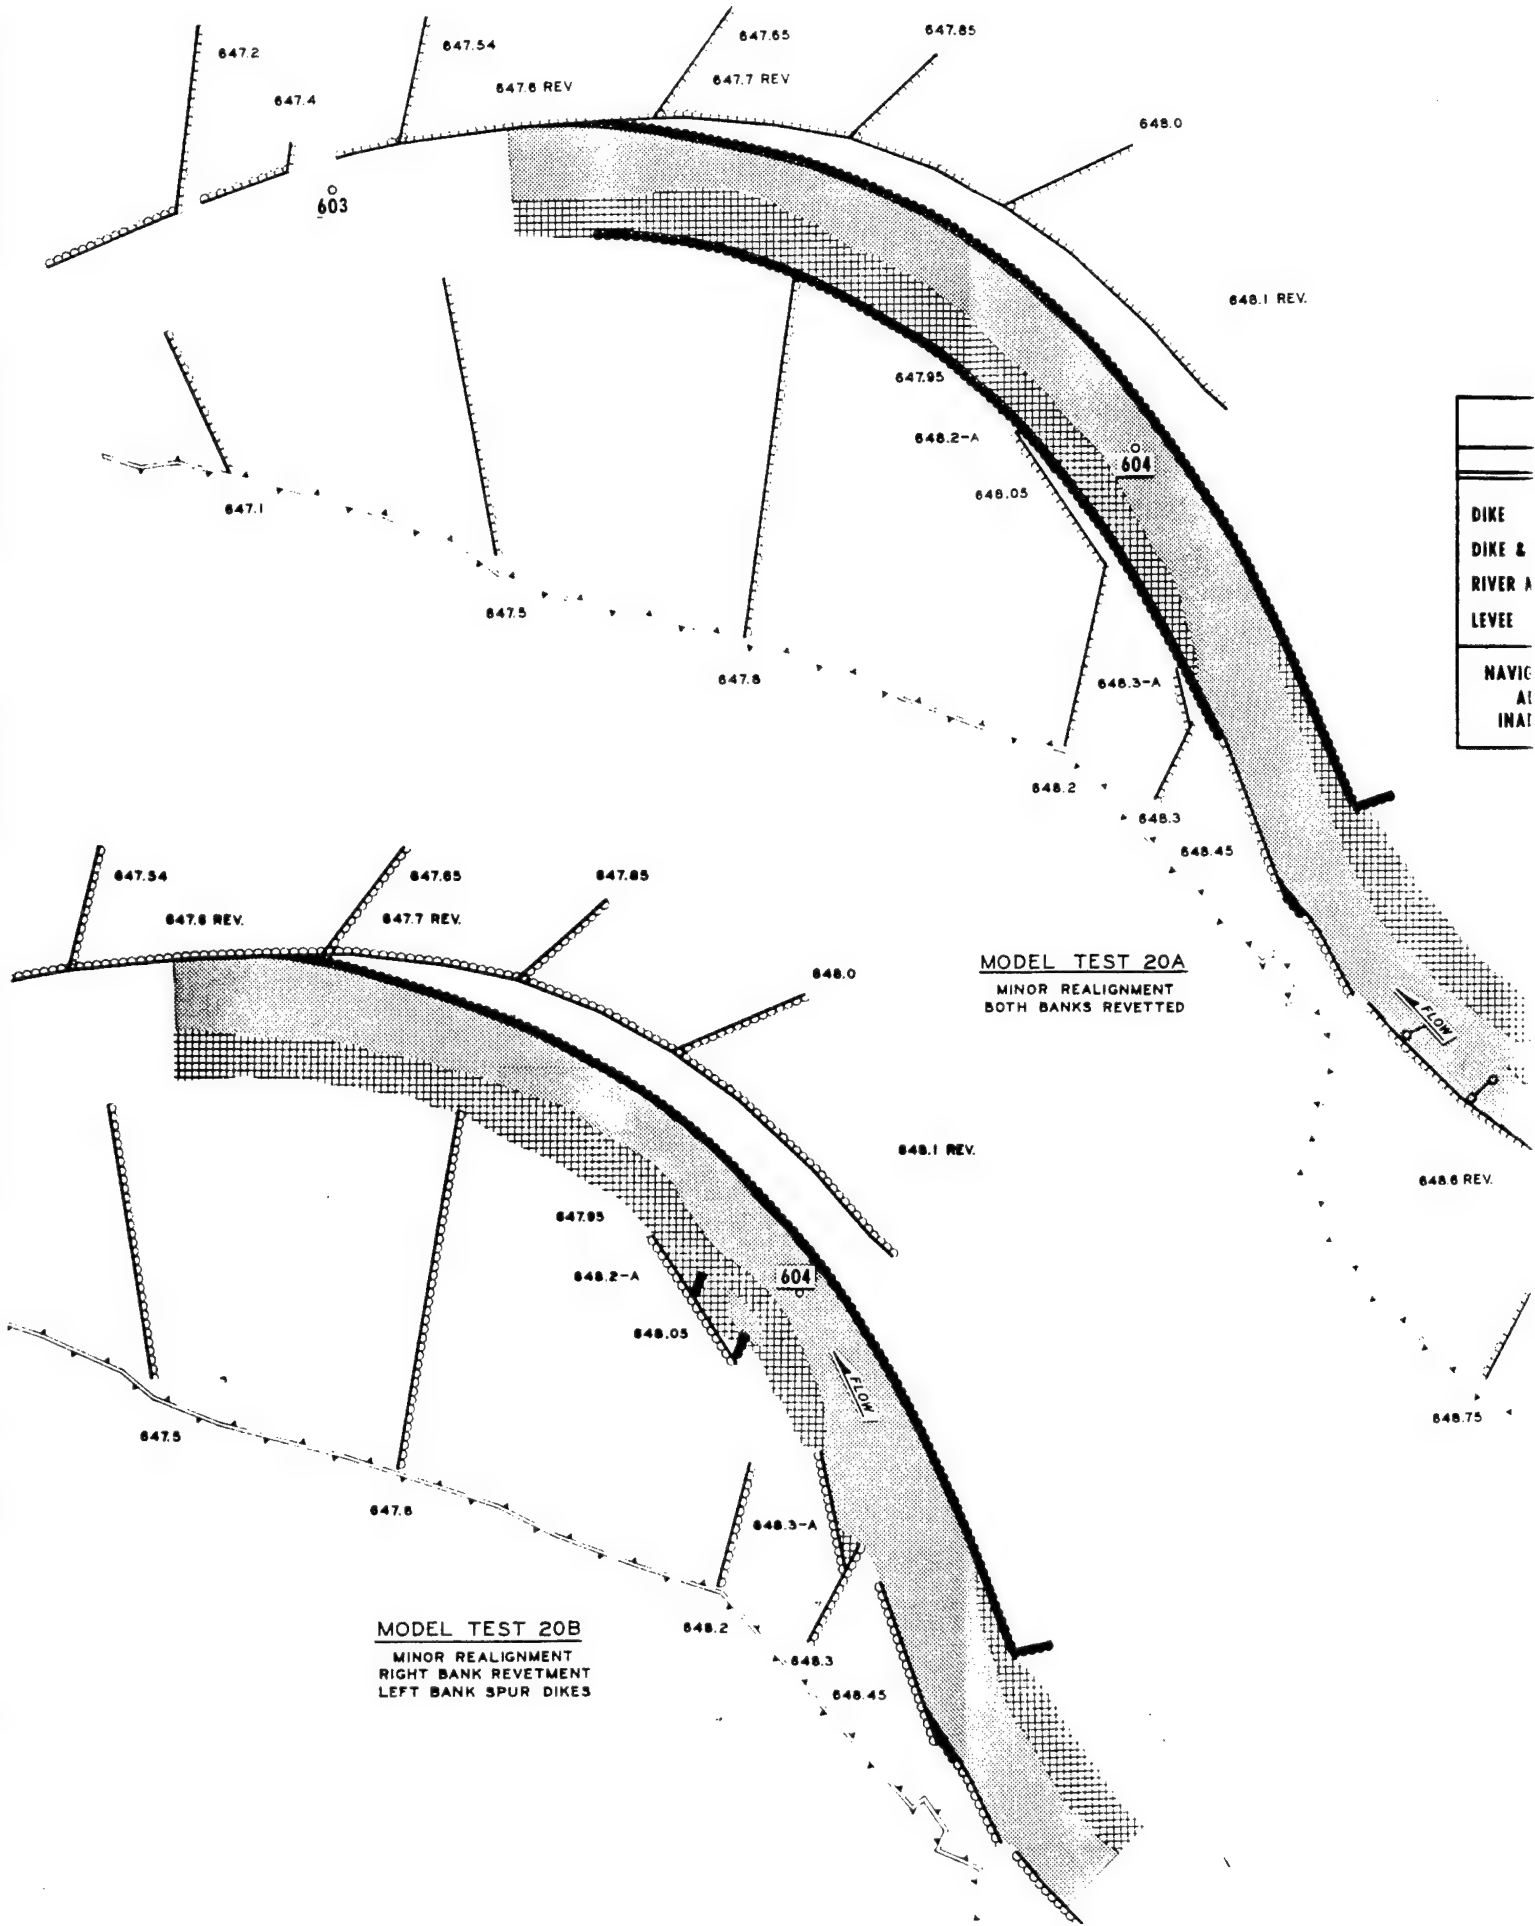 647.2
647.54
647.65
647.85
647.4
647.6 REV
647.7 REV
648.0
603
648.1 REV.
647.95
648.2-A
604
648.05
647.1
647.5
647.8
648.3-A
648.2
648.3
648.45
DIKE
DIKE &
RIVER
LEVEE
MODEL TEST 20A
MINOR REALIGNMENT
BOTH BANKS REVETTED
FLOW
648.6 REV.
648.75
647.54
647.65
647.85
647.6 REV.
647.7 REV.
648.0
648.1 REV.
647.95
648.2-A
604
648.05
FLOW
647.5
647.8
648.3-A
648.2
648.3
648.45
MODEL TEST 20B
MINOR REALIGNMENT
RIGHT BANK REVETMENT
LEFT BANK SPUR DIKES